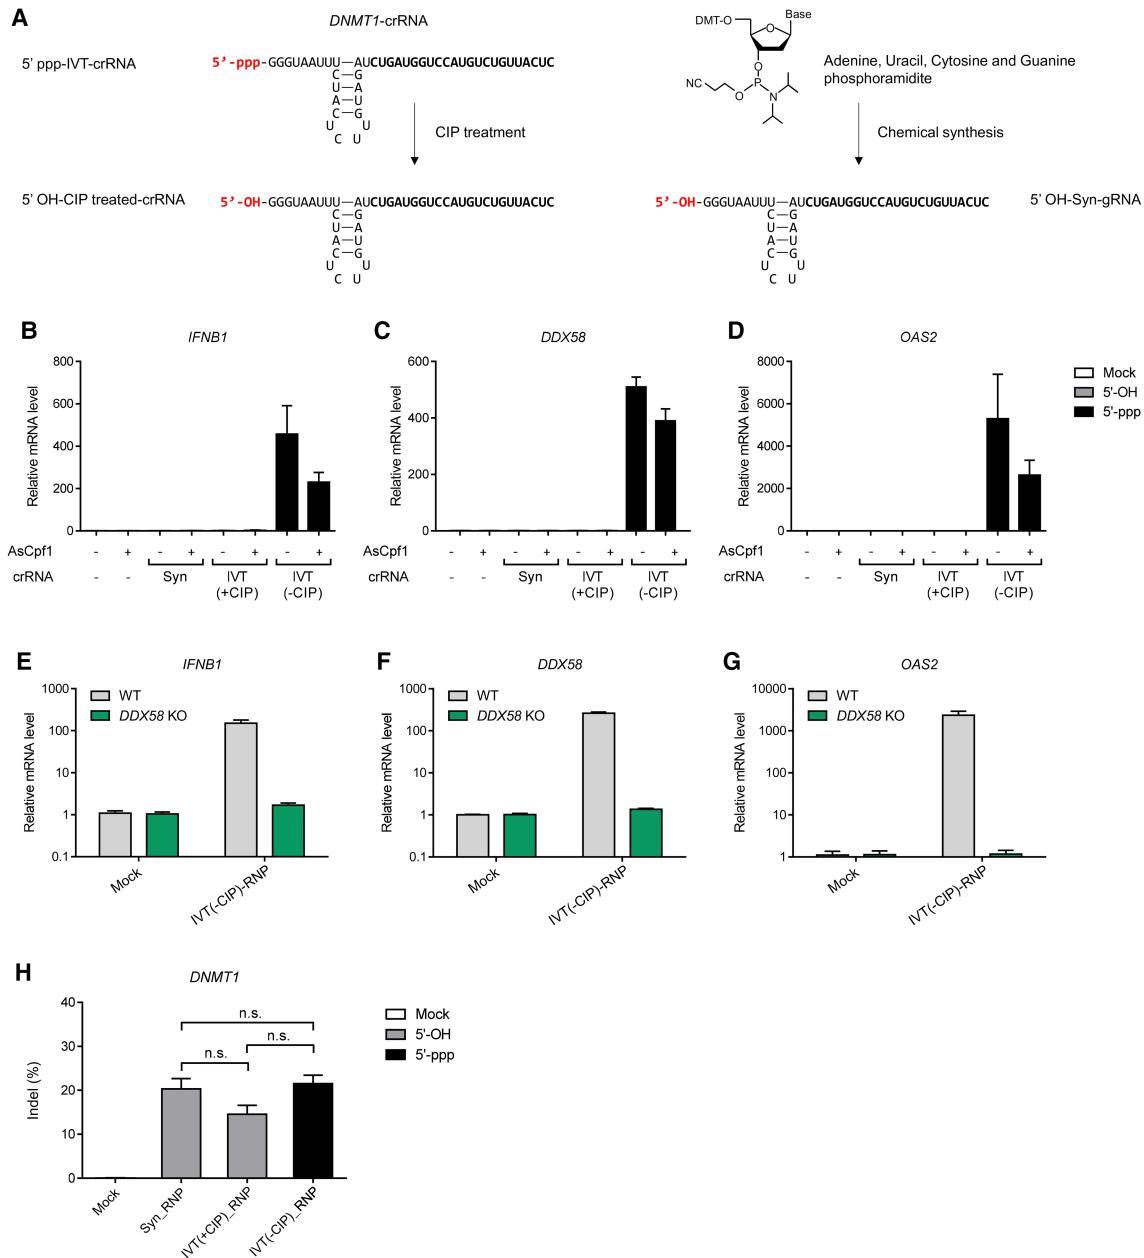 A
DNMT1-crRNA
DMT-O
O
Base
O
P
NC
O
N
5' ppp-IVT-crRNA
5'-ppp-GGGUAAUUU—AUCUGAUGGUCCAUGUCUGUUACUC
C—G
U—A
A—U
C—G
U U
C U
Adenine, Uracil, Cytosine and Guanine
phosphoramidite
CIP treatment
Chemical synthesis
5' OH-CIP treated-crRNA
5'-OH-GGGUAAUUU—AUCUGAUGGUCCAUGUCUGUUACUC
C—G
U—A
A—U
C—G
U U
C U
5'-OH-GGGUAAUUU—AUCUGAUGGUCCAUGUCUGUUACUC
C—G
U—A
A—U
C—G
U U
C U
5' OH-Syn-gRNA
B
IFNB1
Relative mRNA level
800
600
400
200
0
AsCpf1 - + - + - + - +
crRNA - - Syn IVT IVT
(+CIP) (-CIP)
C
DDX58
Relative mRNA level
600
400
200
0
AsCpf1 - + - + - + - +
crRNA - - Syn IVT IVT
(+CIP) (-CIP)
D
OAS2
Relative mRNA level
8000
6000
4000
2000
0
AsCpf1 - + - + - + - +
crRNA - - Syn IVT IVT
(+CIP) (-CIP)
Mock
5'-OH
5'-ppp
E
IFNB1
Relative mRNA level
1000
100
10
1
0.1
WT
DDX58 KO
Mock
IVT(-CIP)-RNP
F
DDX58
Relative mRNA level
1000
100
10
1
0.1
WT
DDX58 KO
Mock
IVT(-CIP)-RNP
G
OAS2
Relative mRNA level
10000
1000
100
10
1
WT
DDX58 KO
Mock
IVT(-CIP)-RNP
H
DNMT1
Indel (%)
40
30
20
10
0
n.s.
n.s.
n.s.
Mock
Syn_RNP
IVT(+CIP)_RNP
IVT(-CIP)_RNP
Mock
5'-OH
5'-ppp